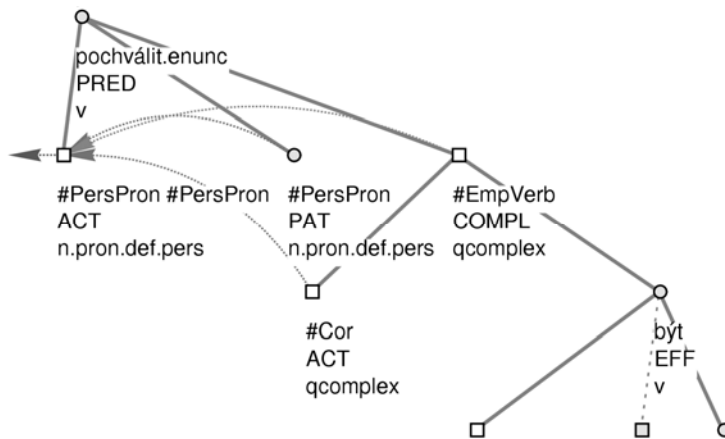 pochválit.enunc
PRED
v
#PersPron #PersPron
ACT
n.pron.def.pers
#PersPron
PAT
n.pron.def.pers
#EmpVerb
COMPL
qcomplex
#Cor
ACT
qcomplex
být
EFF
v